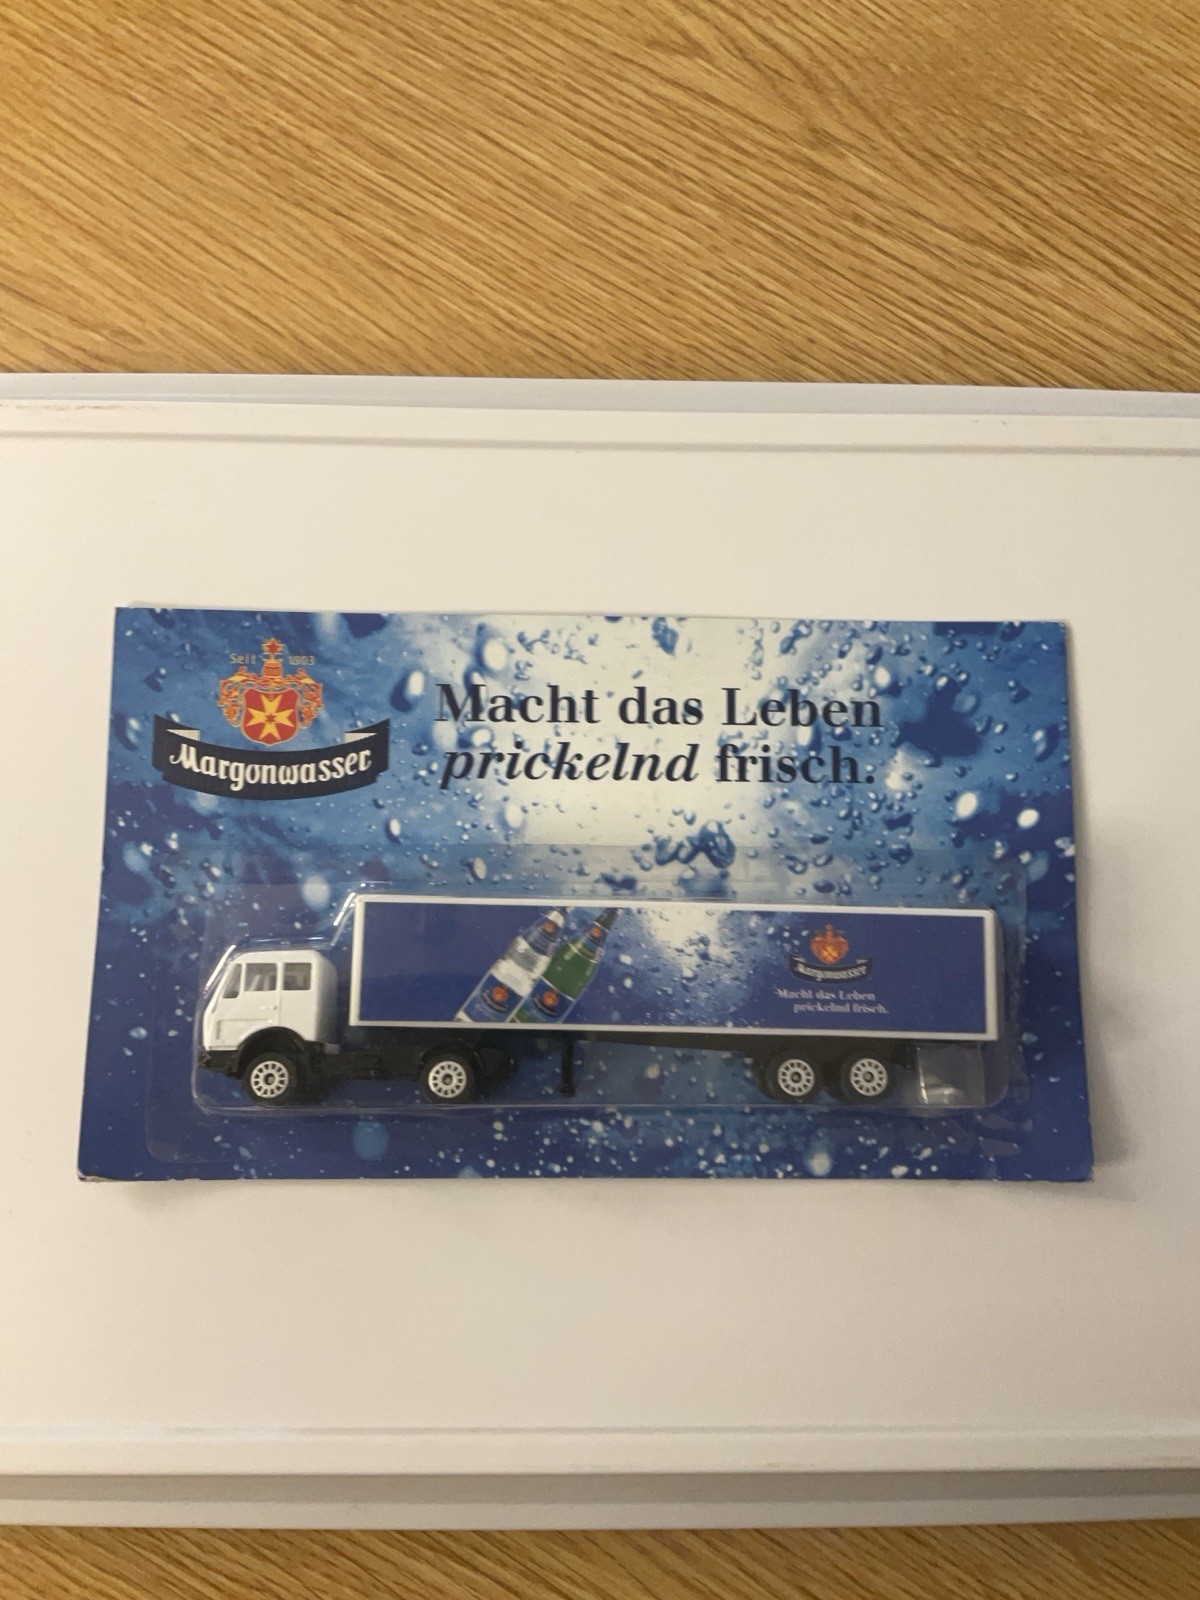 Seit 1903
Margonwasser
Macht das Leben
prickelnd frisch.
Margonwasser
Macht das Leben
prickelnd frisch.